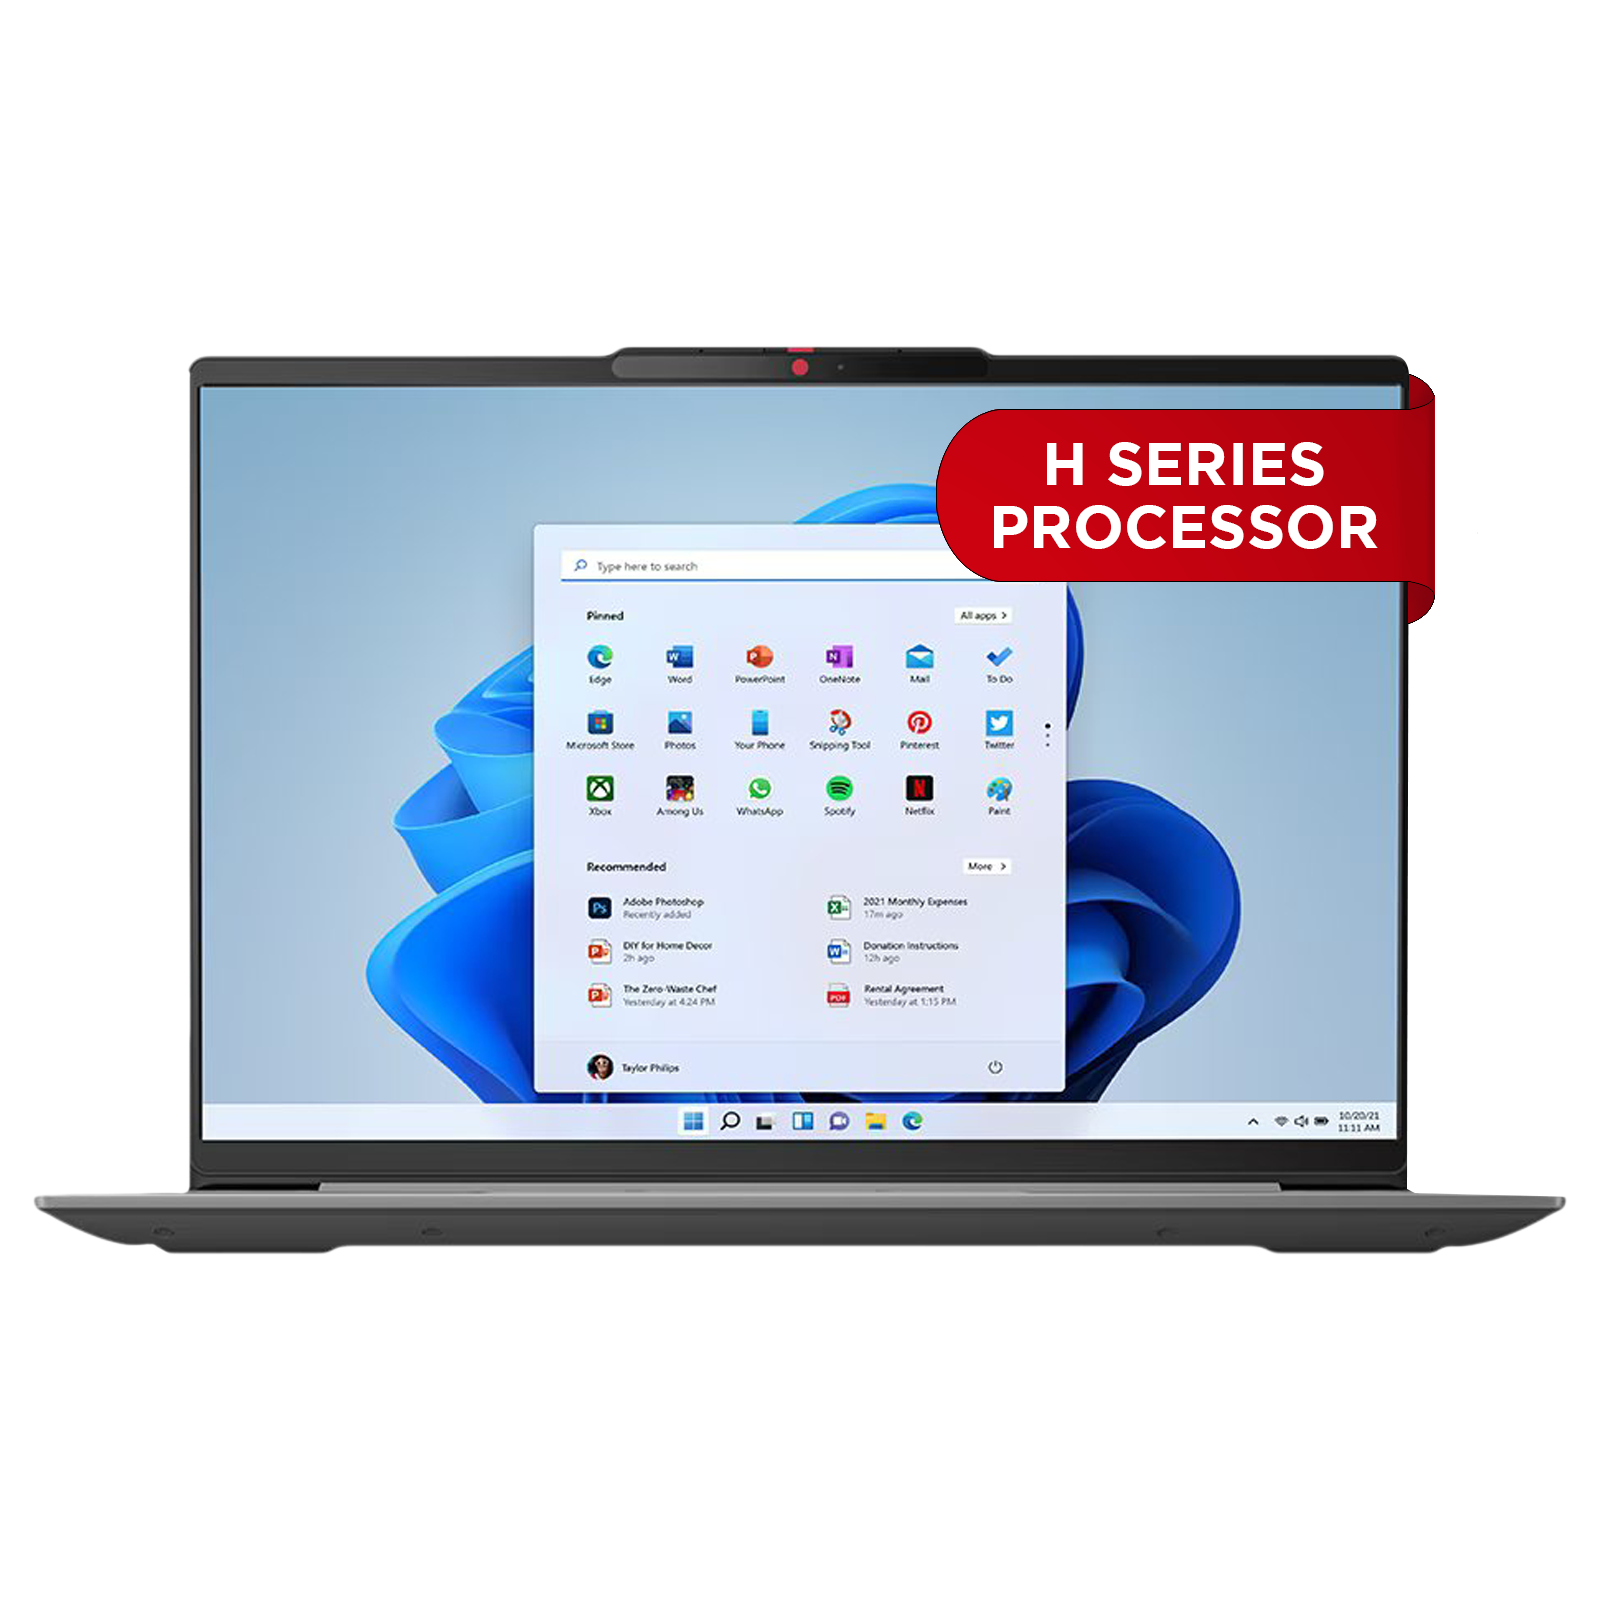 H SERIES
PROCESSOR
Type here to search
Pinned
All apps >
Edge Word PowerPoint OneNote Mail To Do
Microsoft Store Photos Your Phone Snipping Tool Pinterest Twitter
Xbox Among Us WhatsApp Spotify Netflix Paint
Recommended
More >
Adobe Photoshop
Recently added
2021 Monthly Expenses
17m ago
DIY for Home Decor
2h ago
Donation Instructions
12h ago
The Zero-Waste Chef
Yesterday at 4:24 PM
Rental Agreement
Yesterday at 1:15 PM
Taylor Philips
10/20/21
11:11 AM